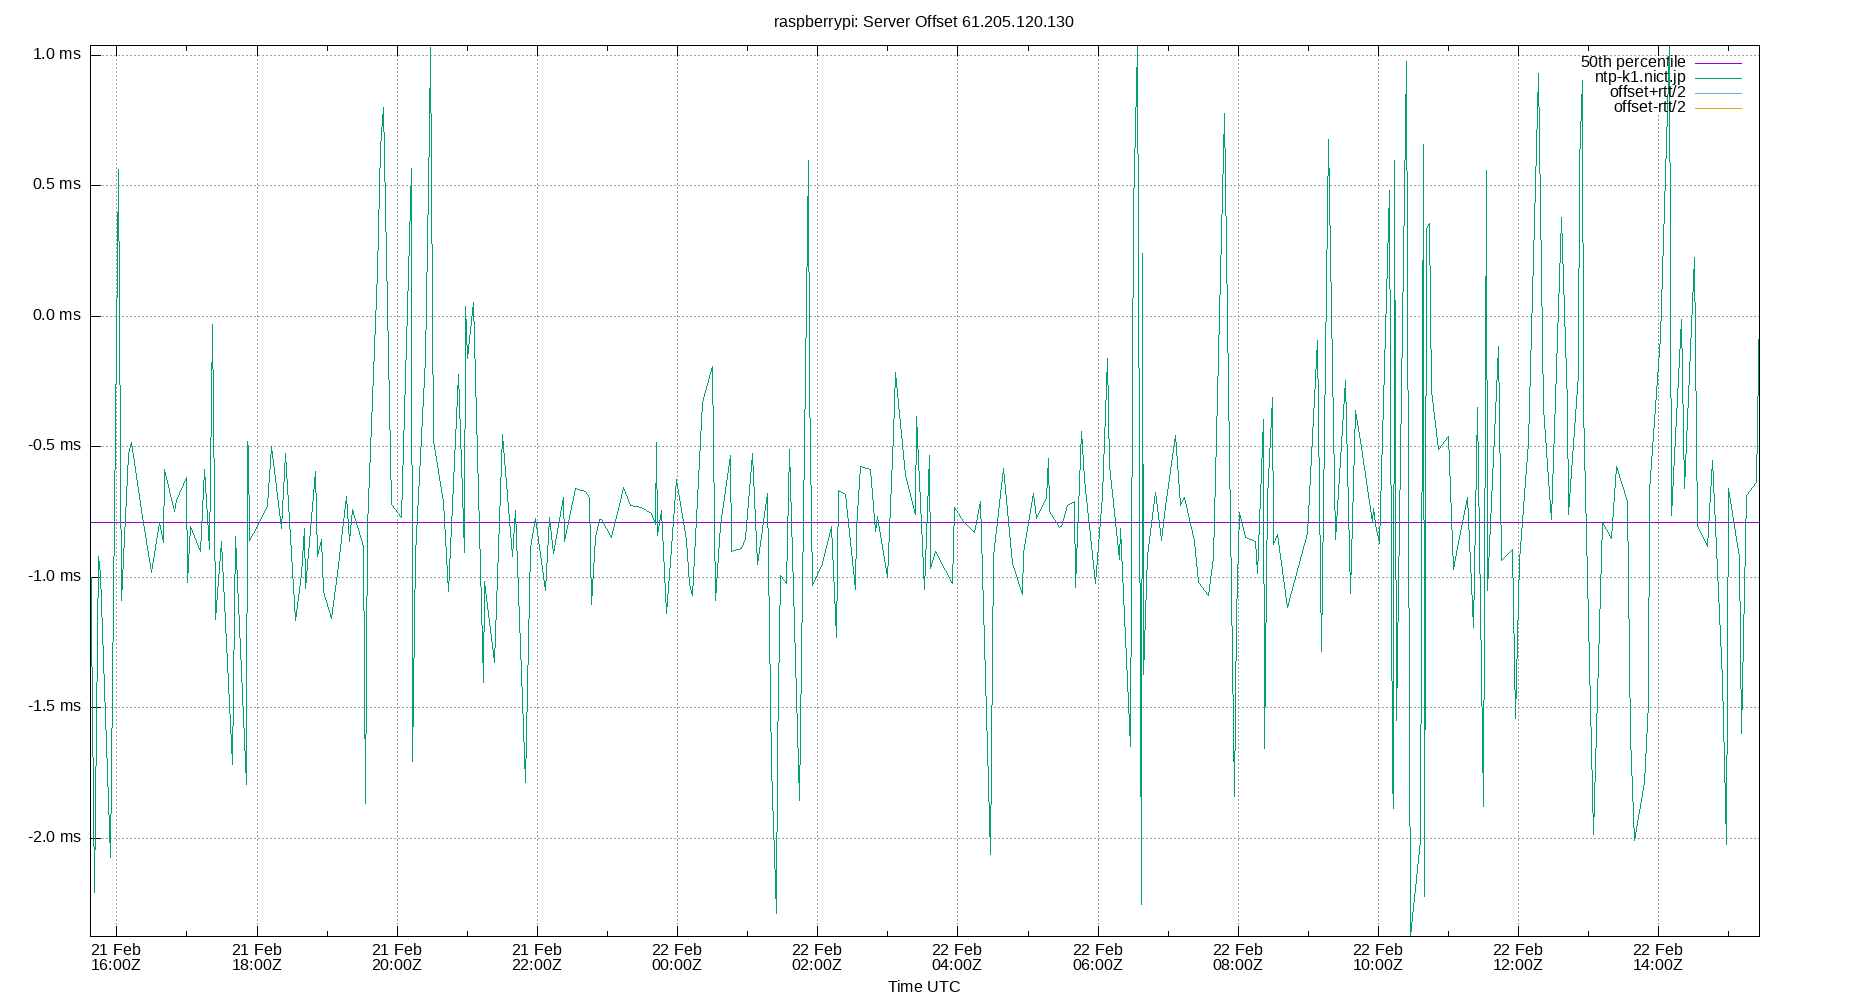 raspberrypi: Server Offset 61.205.120.130
1.0 ms
0.5 ms
0.0 ms
-0.5 ms
-1.0 ms
-1.5 ms
-2.0 ms
50th percentile
ntp-k1.nict.jp
offset+rtt/2
offset-rtt/2
21 Feb 21 Feb 21 Feb 21 Feb 22 Feb 22 Feb 22 Feb 22 Feb 22 Feb 22 Feb 22 Feb 22 Feb
16:00Z 18:00Z 20:00Z 22:00Z 00:00Z 02:00Z 04:00Z 06:00Z 08:00Z 10:00Z 12:00Z 14:00Z
Time UTC